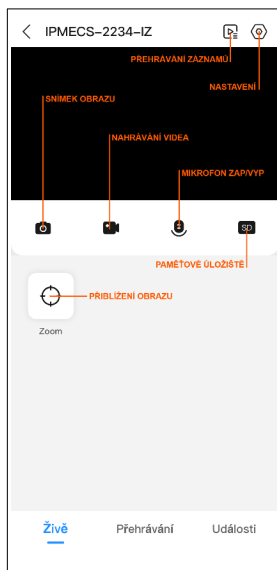 IPMECS-2234-IZ
PŘEHRÁVÁNÍ ZÁZNAMŮ
NASTAVENÍ
SNÍMEK OBRAZU
NAHRÁVÁNÍ VIDEA
MIKROFON ZAP/VYP
SD
PAMĚŤOVÉ ÚLOŽIŠTĚ
PŘIBLÍŽENÍ OBRAZU
Zoom
Živě Přehrávání Události